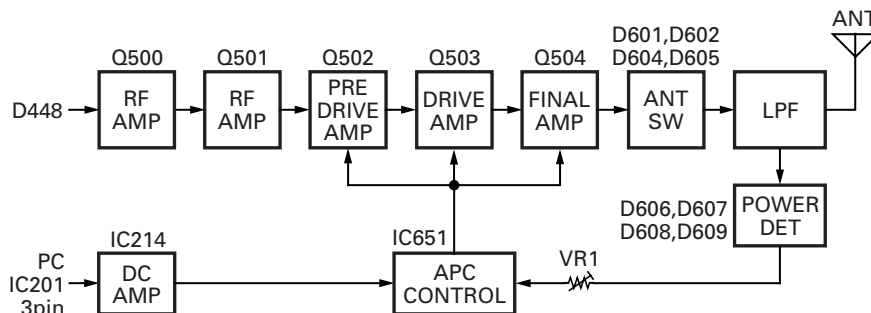 ANT
D601,D602
D604,D605
Q500
Q501
Q502
Q503
Q504
D448
RF
AMP
RF
AMP
PRE
DRIVE
AMP
DRIVE
AMP
FINAL
AMP
ANT
SW
LPF
D606,D607
D608,D609
POWER
DET
IC214
IC651
VR1
PC
IC201
3pin
DC
AMP
APC
CONTROL